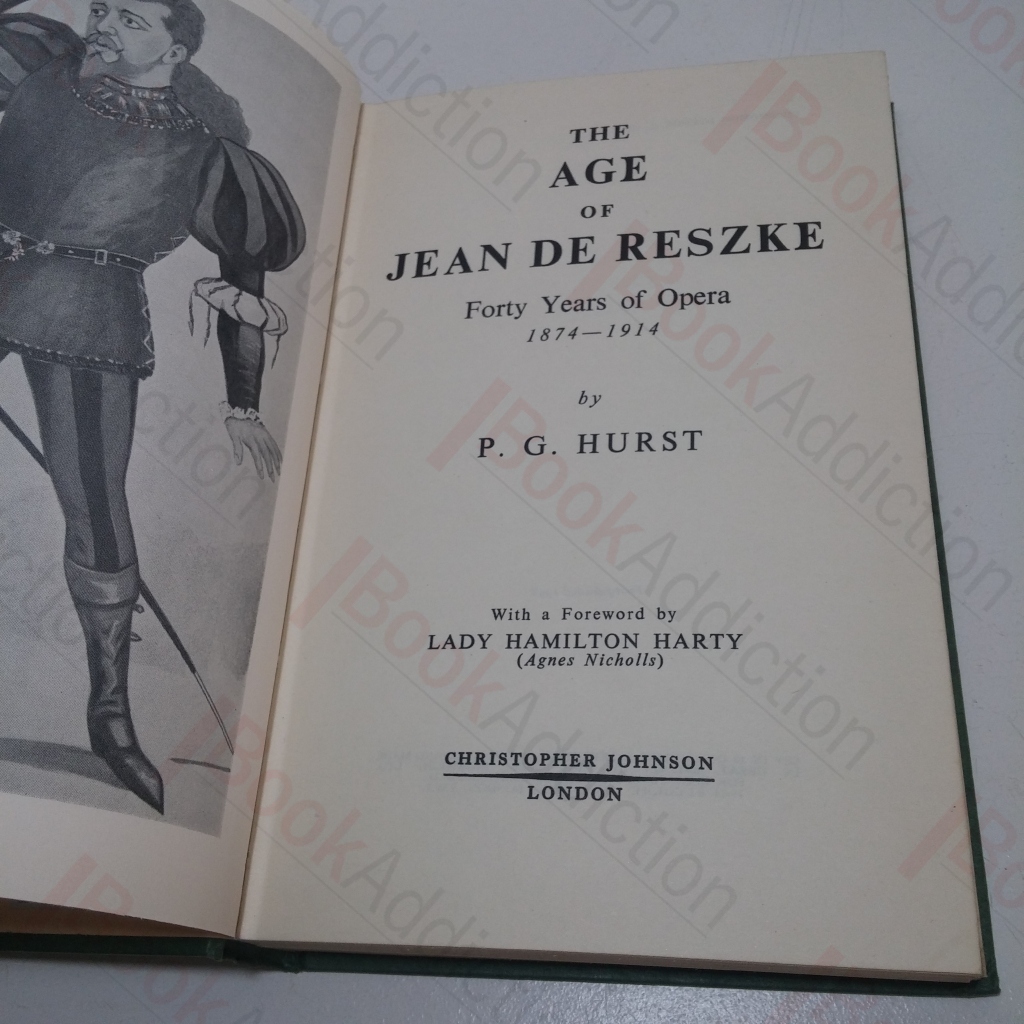 THE
AGE
OF
JEAN DE RESZKE
Forty Years of Opera
1874—1914
by
P. G. HURST
With a Foreword by
LADY HAMILTON HARTY
(Agnes Nicholls)
CHRISTOPHER JOHNSON
LONDON
BookAddiction